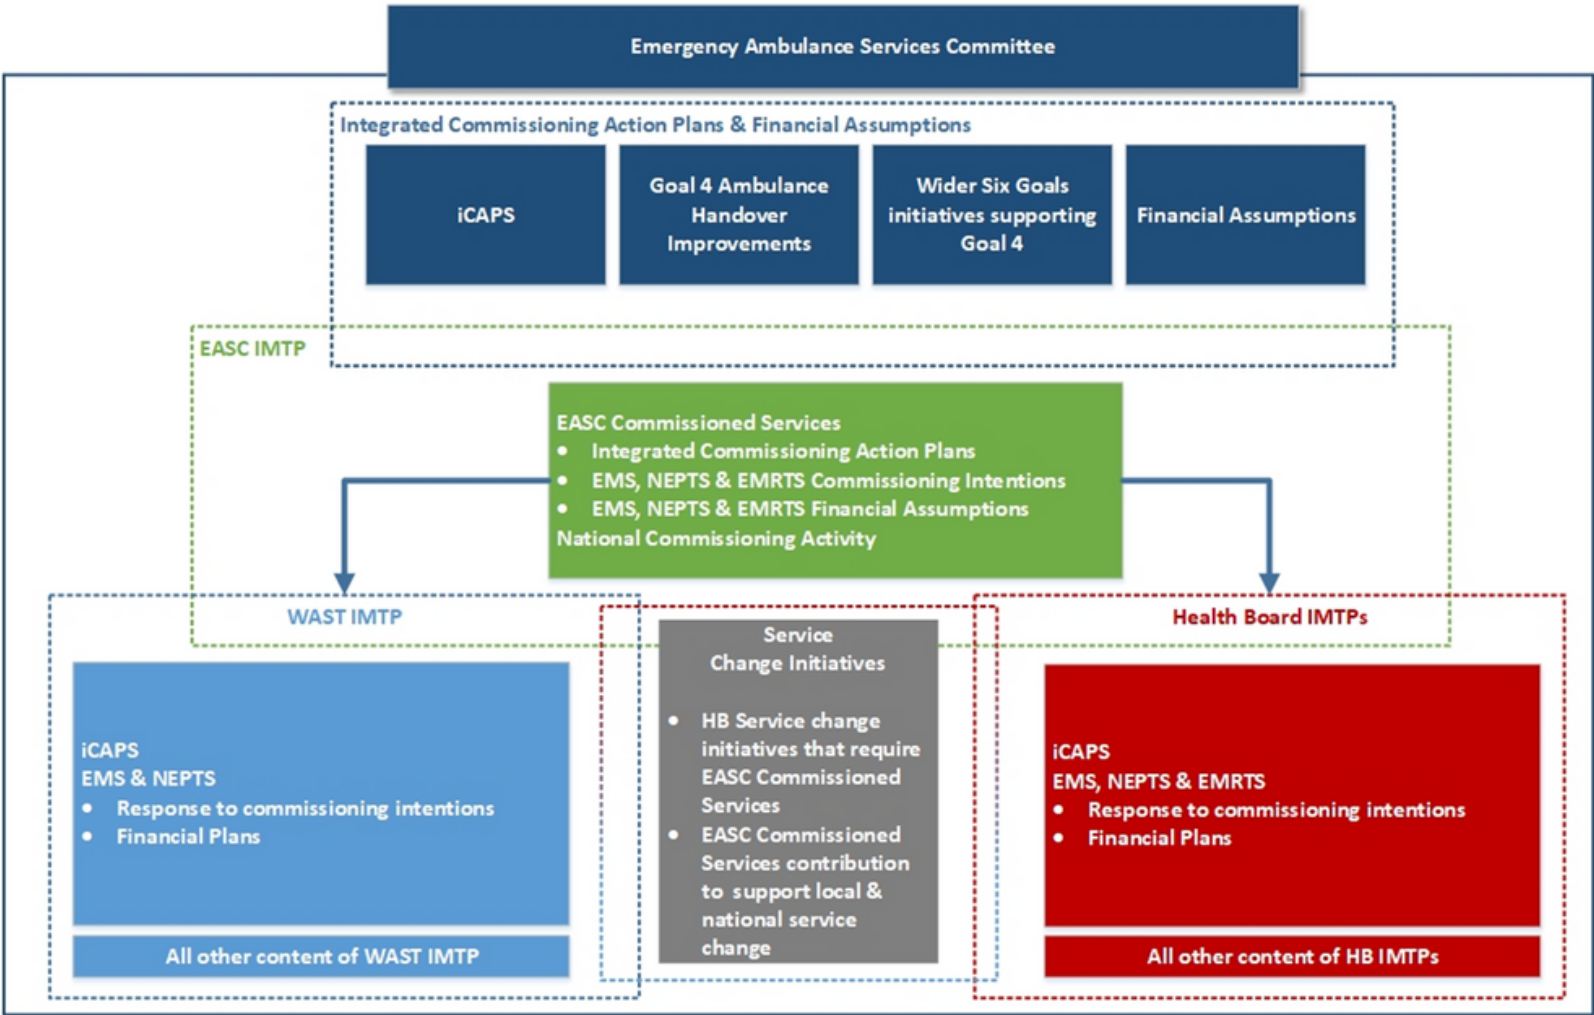 Emergency Ambulance Services Committee
Integrated Commissioning Action Plans & Financial Assumptions
iCAPS
Goal 4 Ambulance
Handover
Improvements
Wider Six Goals
initiatives supporting
Goal 4
Financial Assumptions
EASC IMTP
EASC Commissioned Services
• Integrated Commissioning Action Plans
• EMS, NEPTS & EMRTS Commissioning Intentions
• EMS, NEPTS & EMRTS Financial Assumptions
National Commissioning Activity
WAST IMTP
iCAPS
EMS & NEPTS
• Response to commissioning intentions
• Financial Plans
All other content of WAST IMTP
Service
Change Initiatives
• HB Service change
initiatives that require
EASC Commissioned
Services
• EASC Commissioned
Services contribution
to support local &
national service
change
Health Board IMTPs
iCAPS
EMS, NEPTS & EMRTS
• Response to commissioning intentions
• Financial Plans
All other content of HB IMTPs